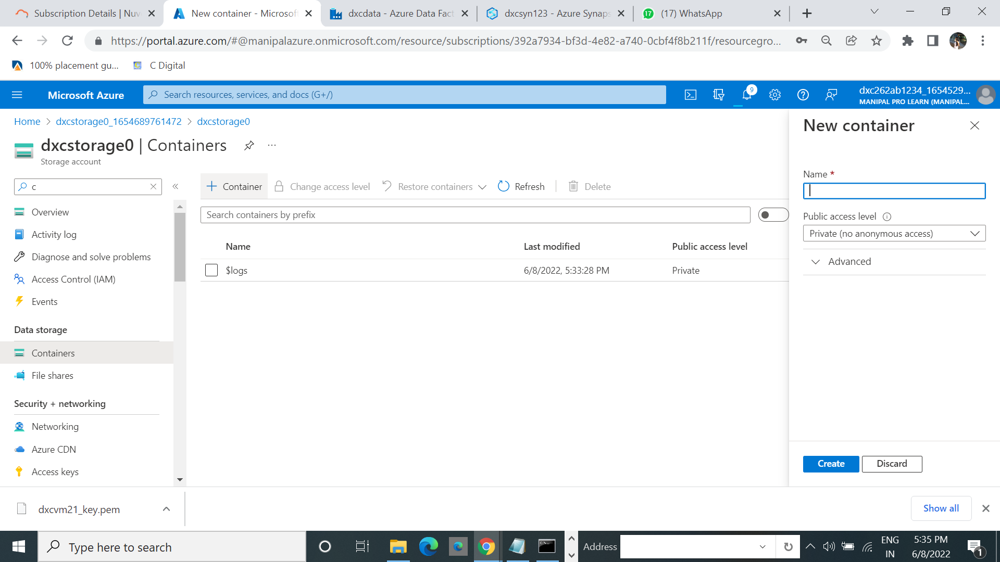 Subscription Details | Nuv
New container - Microsoft
dxcdata - Azure Data Fact
dxcsyn123 - Azure Synaps
17
(17) WhatsApp
https://portal.azure.com/#@manipalazure.onmicrosoft.com/resource/subscriptions/392a7934-bf3d-4e82-a740-0cbf4f8b211f/resourcegro...
100% placement gu...
C Digital
Microsoft Azure
Search resources, services, and docs (G+/)
9
dxc262ab1234_1654529...
MANIPAL PRO LEARN (MANIPAL...
Home > dxcstorage0_1654689761472 > dxcstorage0
dxcstorage0 | Containers
...
Storage account
c
Overview
Activity log
Diagnose and solve problems
Access Control (IAM)
Events
Data storage
Containers
File shares
Security + networking
Networking
Azure CDN
Access keys
Container
Change access level
Restore containers
Refresh
Delete
Search containers by prefix
Name Last modified Public access level
$logs 6/8/2022, 5:33:28 PM Private
New container
Name *
Public access level
Private (no anonymous access)
Advanced
Create
Discard
dxcvm21_key.pem
Show all
Type here to search
Address
ENG
IN
5:35 PM
6/8/2022
1